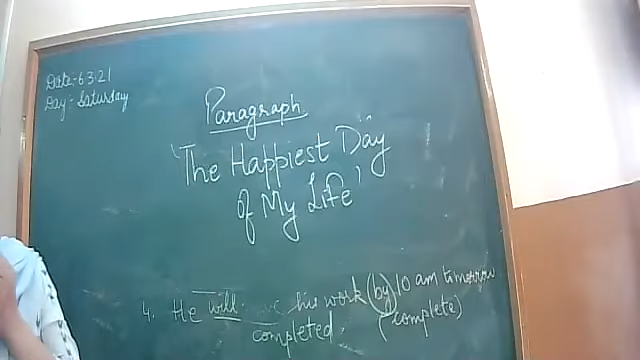 Date:- 6.3.21
Day:- Saturday
Paragraph
'The Happiest Day
of My Life'
4. He will his work (by) 10 am tomorrow
completed. (complete)